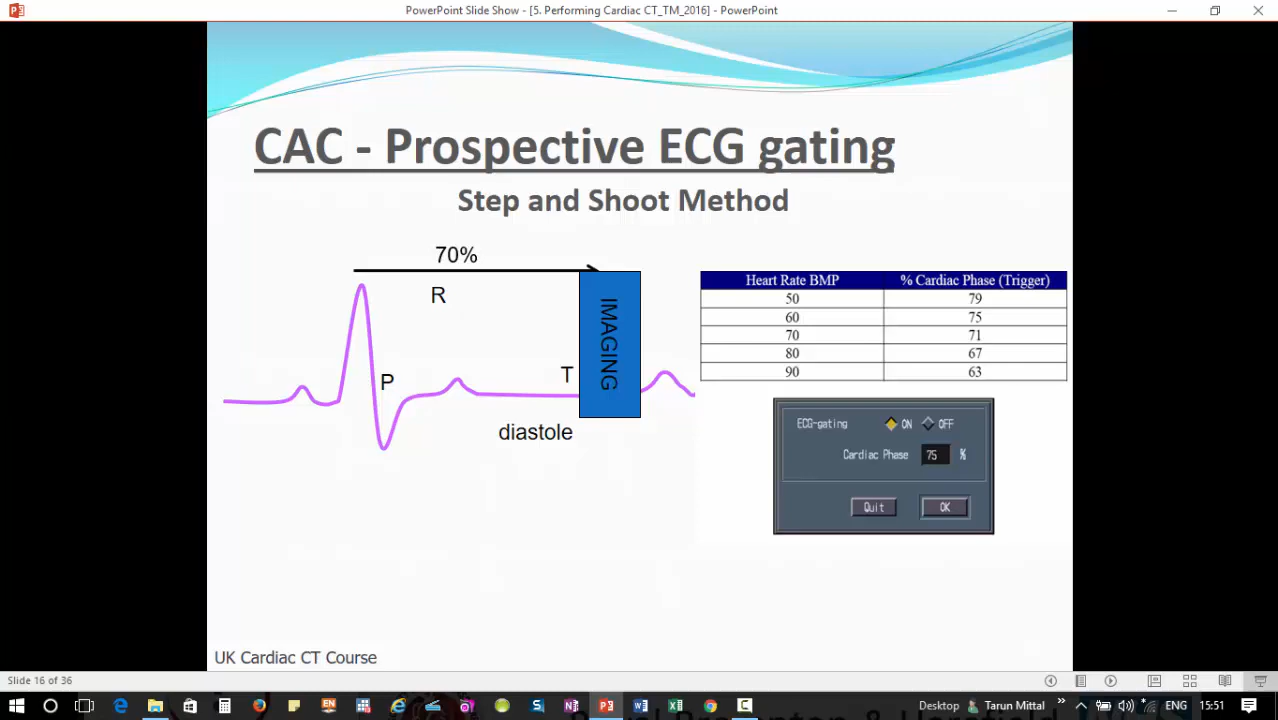 PowerPoint Slide Show - [5. Performing Cardiac CT_TM_2016] - PowerPoint
CAC - Prospective ECG gating
Step and Shoot Method
70%
R
P
T
IMAGING
diastole
Heart Rate BMP % Cardiac Phase (Trigger)
50 79
60 75
70 71
80 67
90 63
ECG-gating ON OFF
Cardiac Phase 75 %
Quit OK
UK Cardiac CT Course
Slide 16 of 36
Desktop Tarun Mittal » ENG 15:51